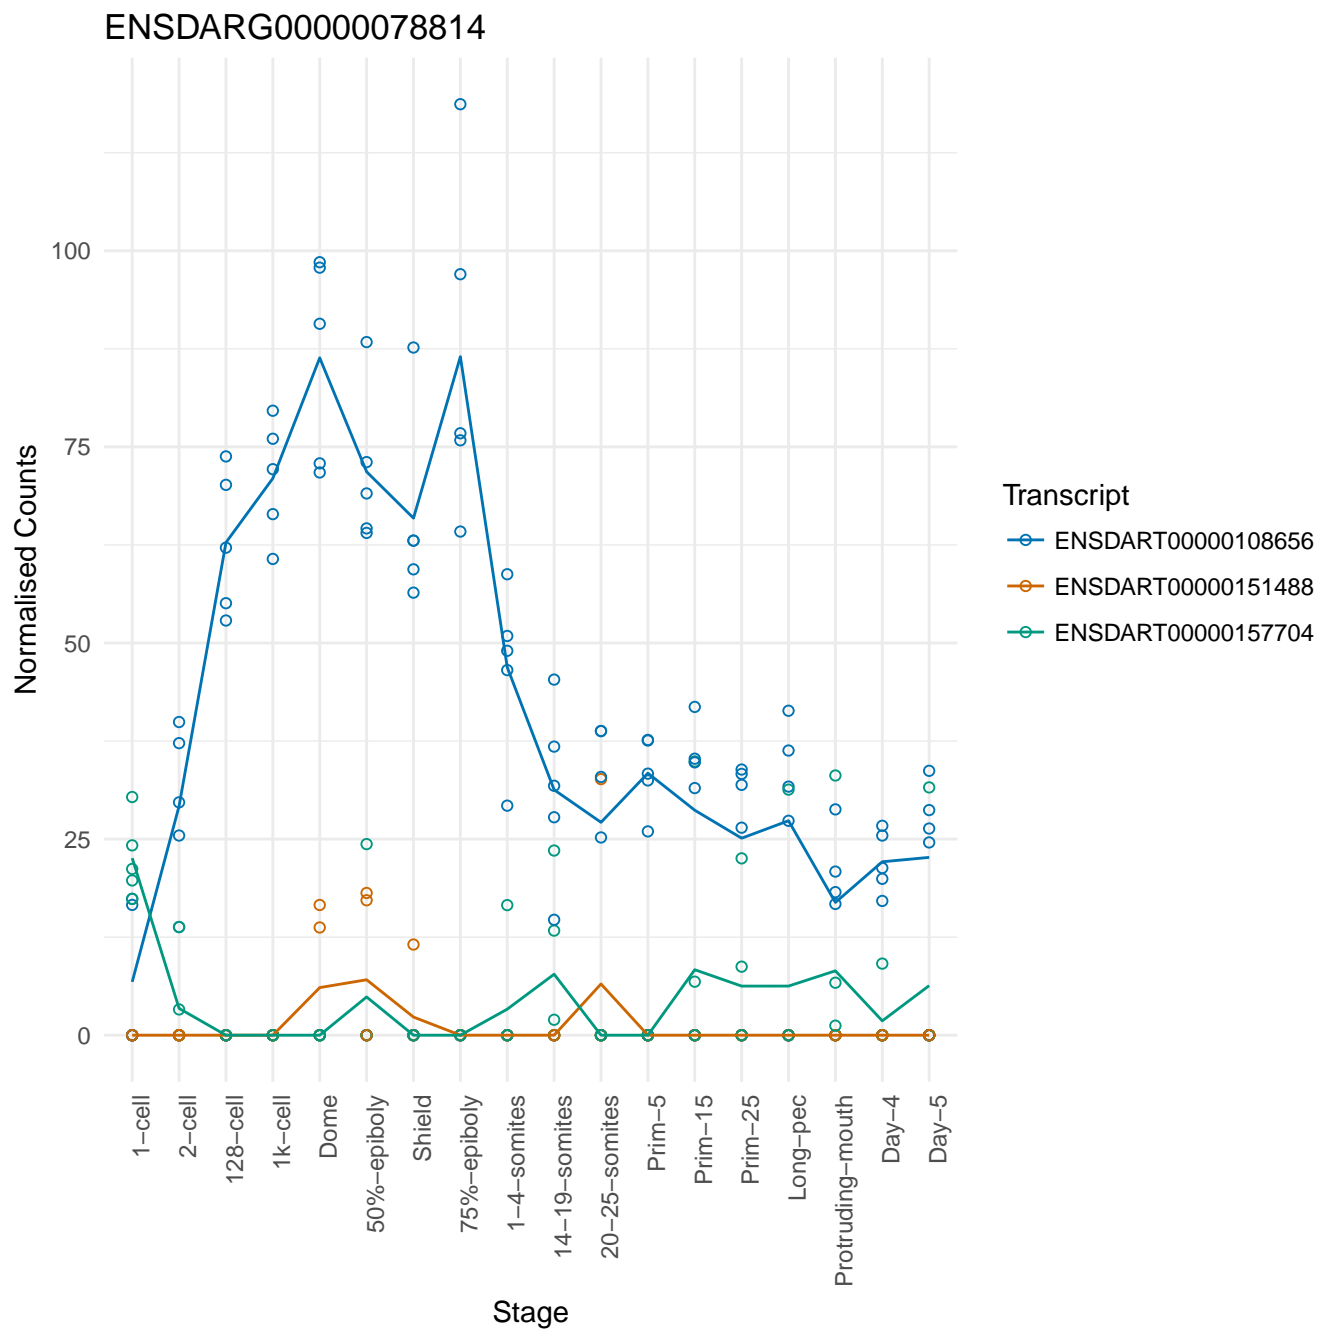 ENSDARG00000078814
100
75
50
25
0
Normalised Counts
1−cell
2−cell
128−cell
1k−cell
Dome
50%−epiboly
Shield
75%−epiboly
1−4−somites
14−19−somites
20−25−somites
Prim−5
Prim−15
Prim−25
Long−pec
Protruding−mouth
Day−4
Day−5
Stage
Transcript
ENSDART00000108656
ENSDART00000151488
ENSDART00000157704